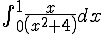 ∫₀¹ x/(x²+4) dx